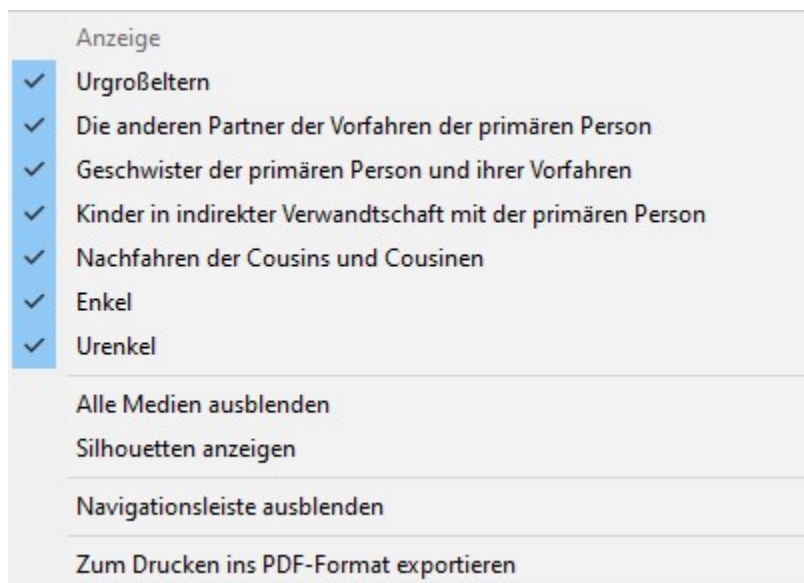 Anzeige
Urgroßeltern
Die anderen Partner der Vorfahren der primären Person
Geschwister der primären Person und ihrer Vorfahren
Kinder in indirekter Verwandtschaft mit der primären Person
Nachfahren der Cousins und Cousinen
Enkel
Urenkel
Alle Medien ausblenden
Silhouetten anzeigen
Navigationsleiste ausblenden
Zum Drucken ins PDF-Format exportieren